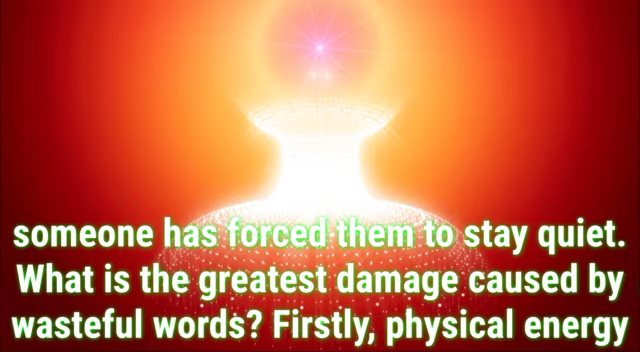 someone has forced them to stay quiet.
What is the greatest damage caused by
wasteful words? Firstly, physical energy